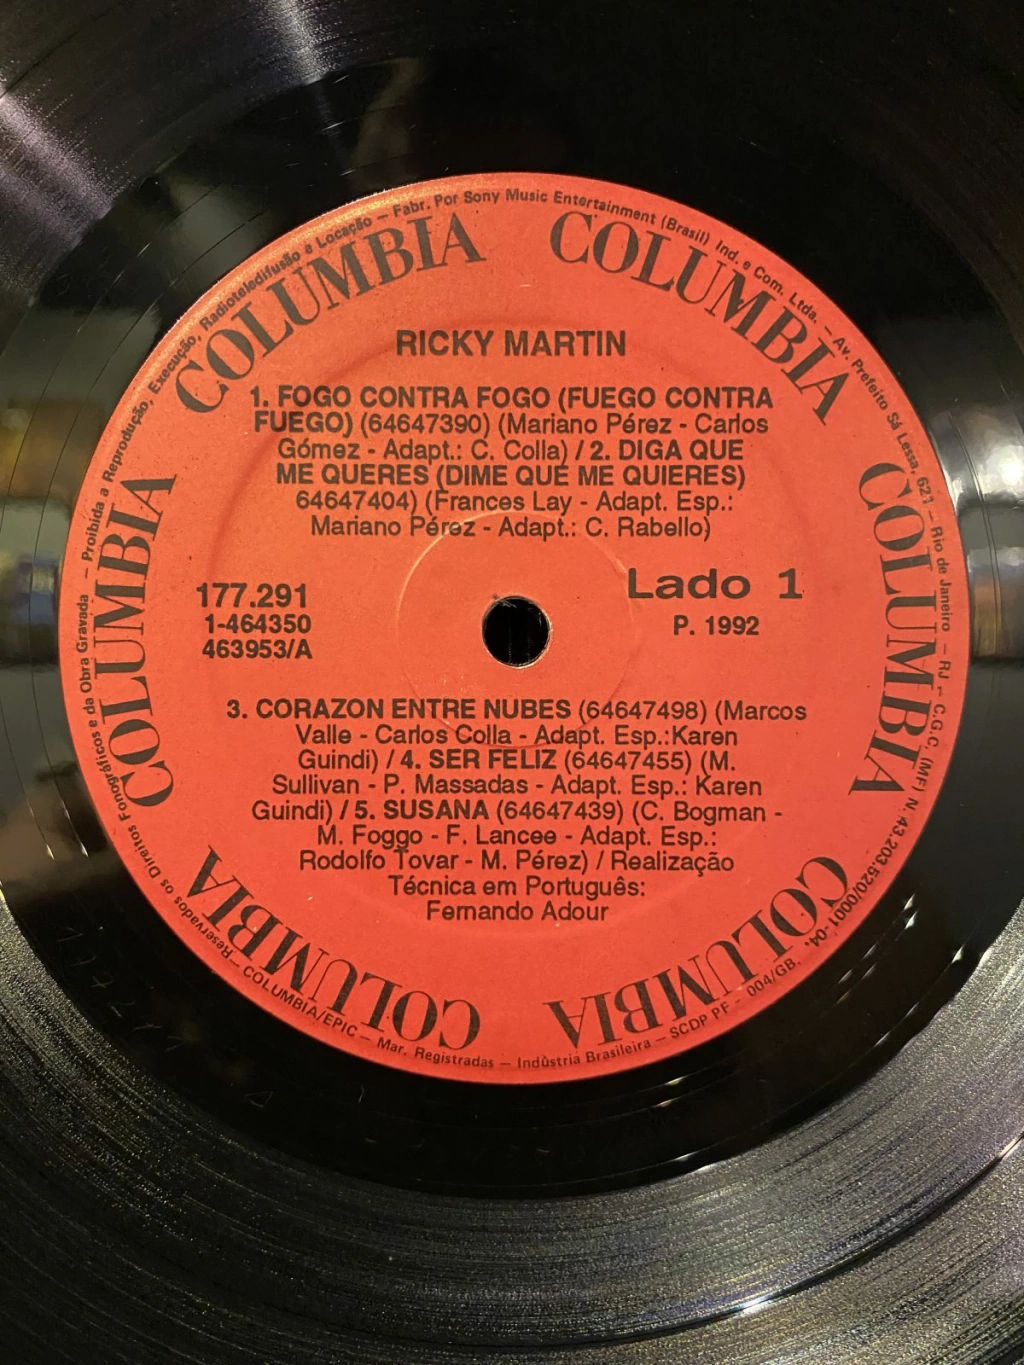 RICKY MARTIN
1. FOGO CONTRA FOGO (FUEGO CONTRA
FUEGO) (64647390) (Mariano Pérez - Carlos
Gómez - Adapt.: C. Colla) / 2. DIGA QUE
ME QUERES (DIME QUE ME QUIERES)
64647404) (Frances Lay - Adapt. Esp.:
Mariano Pérez - Adapt.: C. Rabello)
177.291
1-464350
463953/A
Lado 1
P. 1992
3. CORAZON ENTRE NUBES (64647498) (Marcos
Valle - Carlos Colla - Adapt. Esp.:Karen
Guindi) / 4. SER FELIZ (64647455) (M.
Sullivan - P. Massadas - Adapt. Esp.: Karen
Guindi) / 5. SUSANA (64647439) (C. Bogman -
M. Foggo - F. Lancee - Adapt. Esp.:
Rodolfo Tovar - M. Pérez) / Realização
Técnica em Português:
Fernando Adour
COLUMBIA
COLUMBIA
COLUMBIA
COLUMBIA
COLUMBIA
COLUMBIA
COLUMBIA
Reservados os Direitos Fonográficos e da Obra Gravada — Proibida a Reprodução, Execução, Radioteledifusão e Locação — Fabr. Por Sony Music Entertainment (Brasil) Ind. e Com. Ltda. — Av. Prefeito Sá Lessa, 621 — Rio de Janeiro — RJ — C.G.C. (MF) N. 43.203.520/0001-04.
— COLUMBIA/EPIC — Mar. Registradas — Indústria Brasileira — SCDP PF — 004/GB.